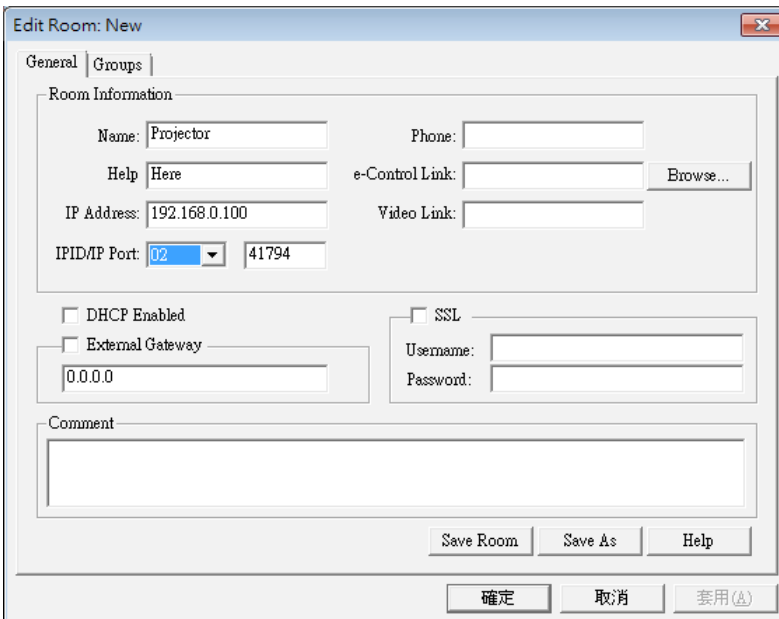 Edit Room: New
General Groups
Room Information
Name: Projector Phone:
Help Here e-Control Link: Browse...
IP Address: 192.168.0.100 Video Link:
IPID/IP Port: 02 41794
DHCP Enabled SSL
External Gateway Username:
0.0.0.0 Password:
Comment
Save Room Save As Help
確定 取消 套用(A)